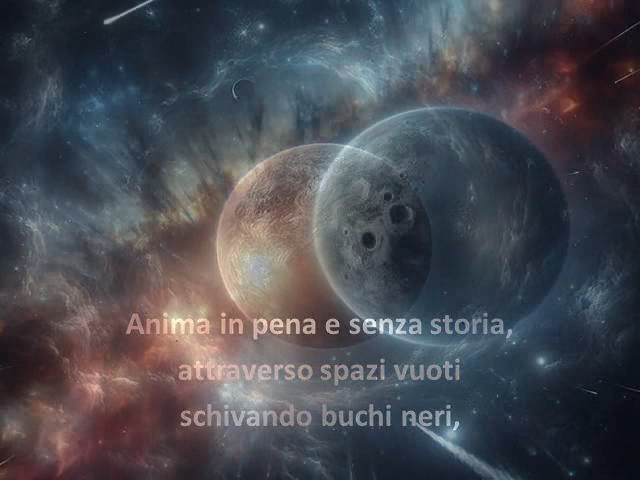 Anima in pena e senza storia,
attraverso spazi vuoti
schivando buchi neri,